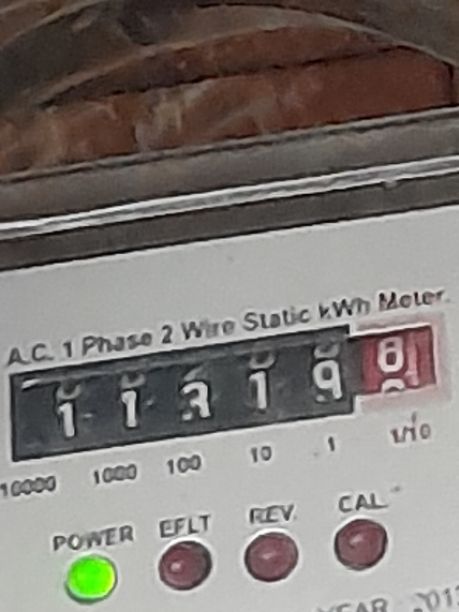 A.C. 1 Phase 2 Wire Static kWh Meter.
1 1 3 1 9 8
10000 1000 100 10 1 1/10
POWER EFLT REV. CAL
YEAR